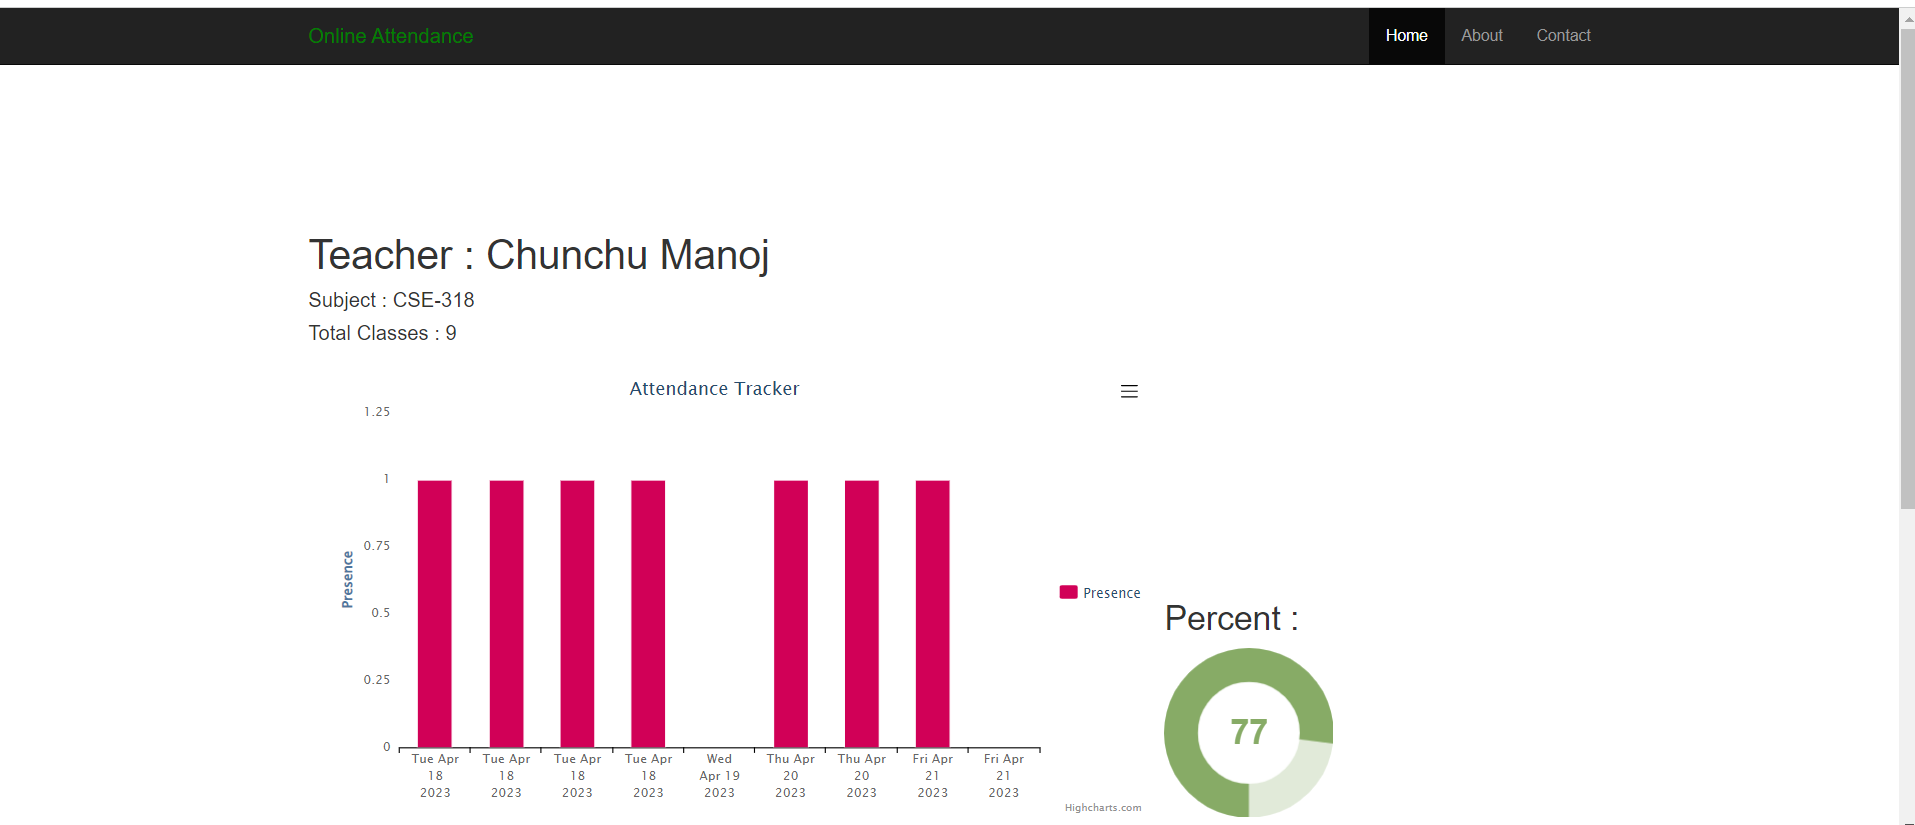 Online Attendance
Home About Contact
Teacher : Chunchu Manoj
Subject : CSE-318
Total Classes : 9
Attendance Tracker
1.25
1
0.75
0.5
0.25
0
Presence
Tue Apr 18 2023
Tue Apr 18 2023
Tue Apr 18 2023
Tue Apr 18 2023
Wed Apr 19 2023
Thu Apr 20 2023
Thu Apr 20 2023
Fri Apr 21 2023
Fri Apr 21 2023
Presence
Highcharts.com
Percent :
77